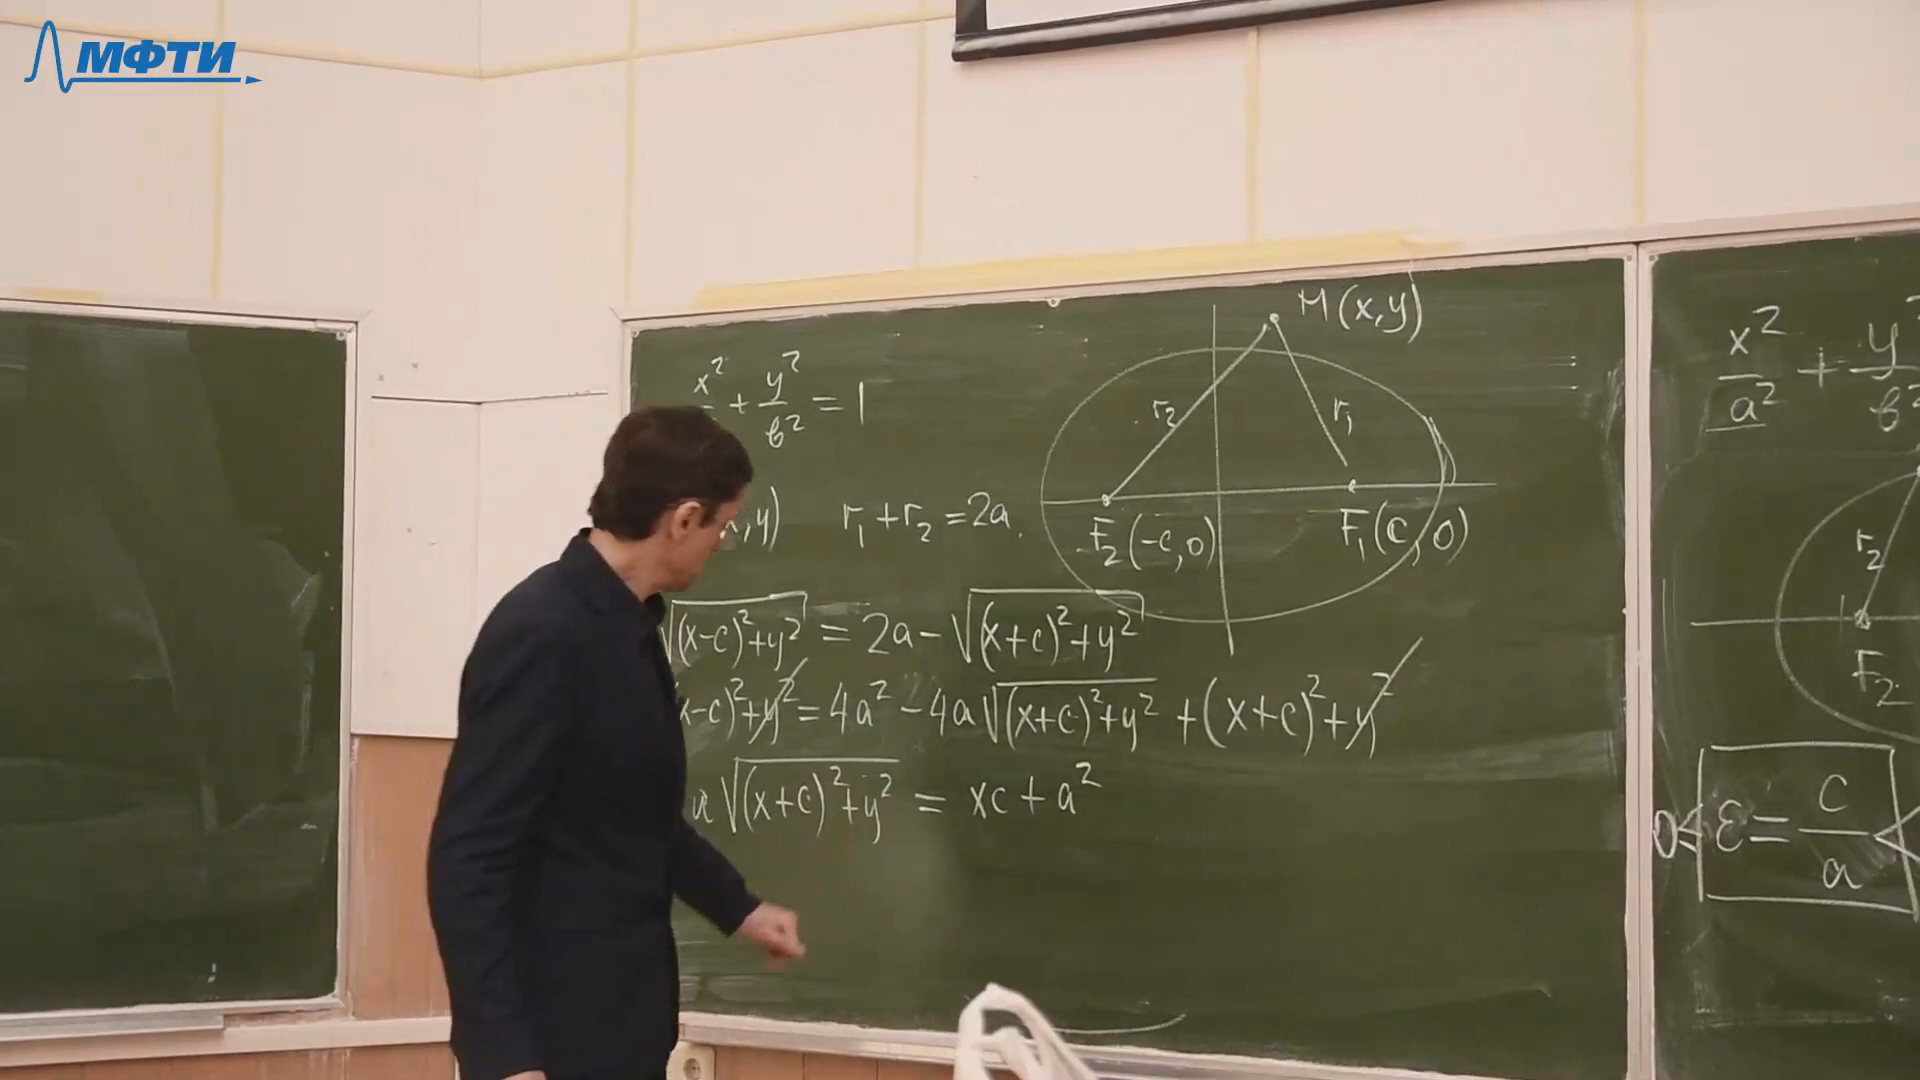 МФТИ
M(x,y)
x² + y²/b² = 1
r₂
r₁
,y) r₁+r₂=2a
F₂(-c,0)
F₁(c,0)
√((x-c)²+y²) = 2a-√((x+c)²+y²)
x-c)²+y²=4a²-4a√((x+c)²+y²)+(x+c)²+y²
a√((x+c)²+y²) = xc+a²
x²/a² + y²/b²
r₂
F₂
0< ε = c/a <